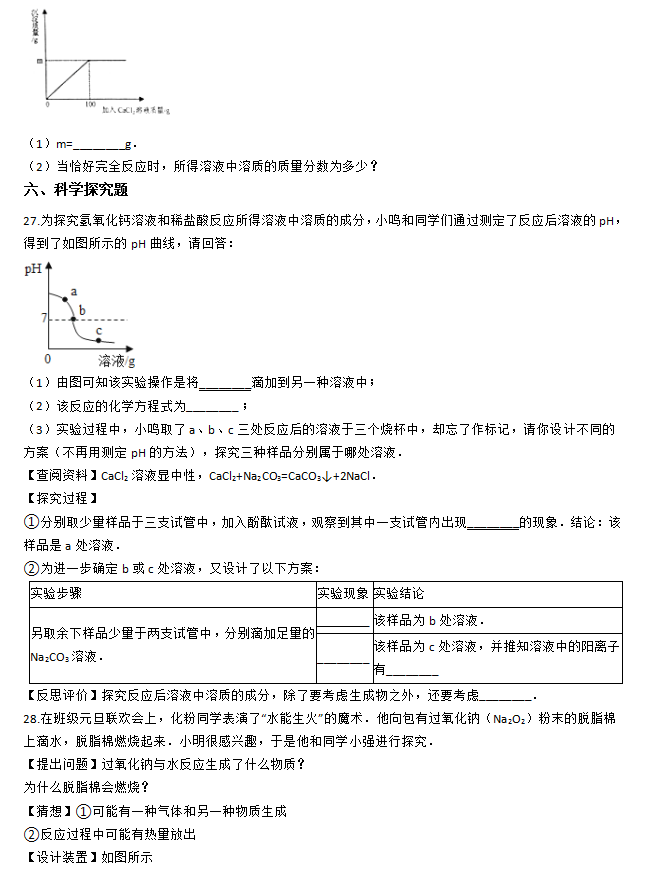 沉淀质量/g
m
0 100 加入CaCl₂溶液质量/g
（1）m=________g．
（2）当恰好完全反应时，所得溶液中溶质的质量分数为多少？
六、科学探究题
27.为探究氢氧化钙溶液和稀盐酸反应所得溶液中溶质的成分，小鸣和同学们通过测定了反应后溶液的 pH，
得到了如图所示的 pH 曲线，请回答：
pH
a
b
7
c
0 溶液/g
（1）由图可知该实验操作是将________滴加到另一种溶液中；
（2）该反应的化学方程式为________；
（3）实验过程中，小鸣取了 a、b、c 三处反应后的溶液于三个烧杯中，却忘了作标记，请你设计不同的
方案（不再用测定 pH 的方法），探究三种样品分别属于哪处溶液．
【查阅资料】CaCl₂ 溶液显中性，CaCl₂+Na₂CO₃=CaCO₃↓+2NaCl．
【探究过程】
①分别取少量样品于三支试管中，加入酚酞试液，观察到其中一支试管内出现________的现象．结论：该
样品是 a 处溶液．
②为进一步确定 b 或 c 处溶液，又设计了以下方案：
实验步骤 实验现象 实验结论
另取余下样品少量于两支试管中，分别滴加足量的
Na₂CO₃ 溶液．
________ 该样品为 b 处溶液．
________ 该样品为 c 处溶液，并推知溶液中的阳离子
有________
【反思评价】探究反应后溶液中溶质的成分，除了要考虑生成物之外，还要考虑________．
28.在班级元旦联欢会上，化粉同学表演了“水能生火”的魔术．他向包有过氧化钠（Na₂O₂）粉末的脱脂棉
上滴水，脱脂棉燃烧起来．小明很感兴趣，于是他和同学小强进行探究．
【提出问题】过氧化钠与水反应生成了什么物质？
为什么脱脂棉会燃烧？
【猜想】①可能有一种气体和另一种物质生成
②反应过程中可能有热量放出
【设计装置】如图所示